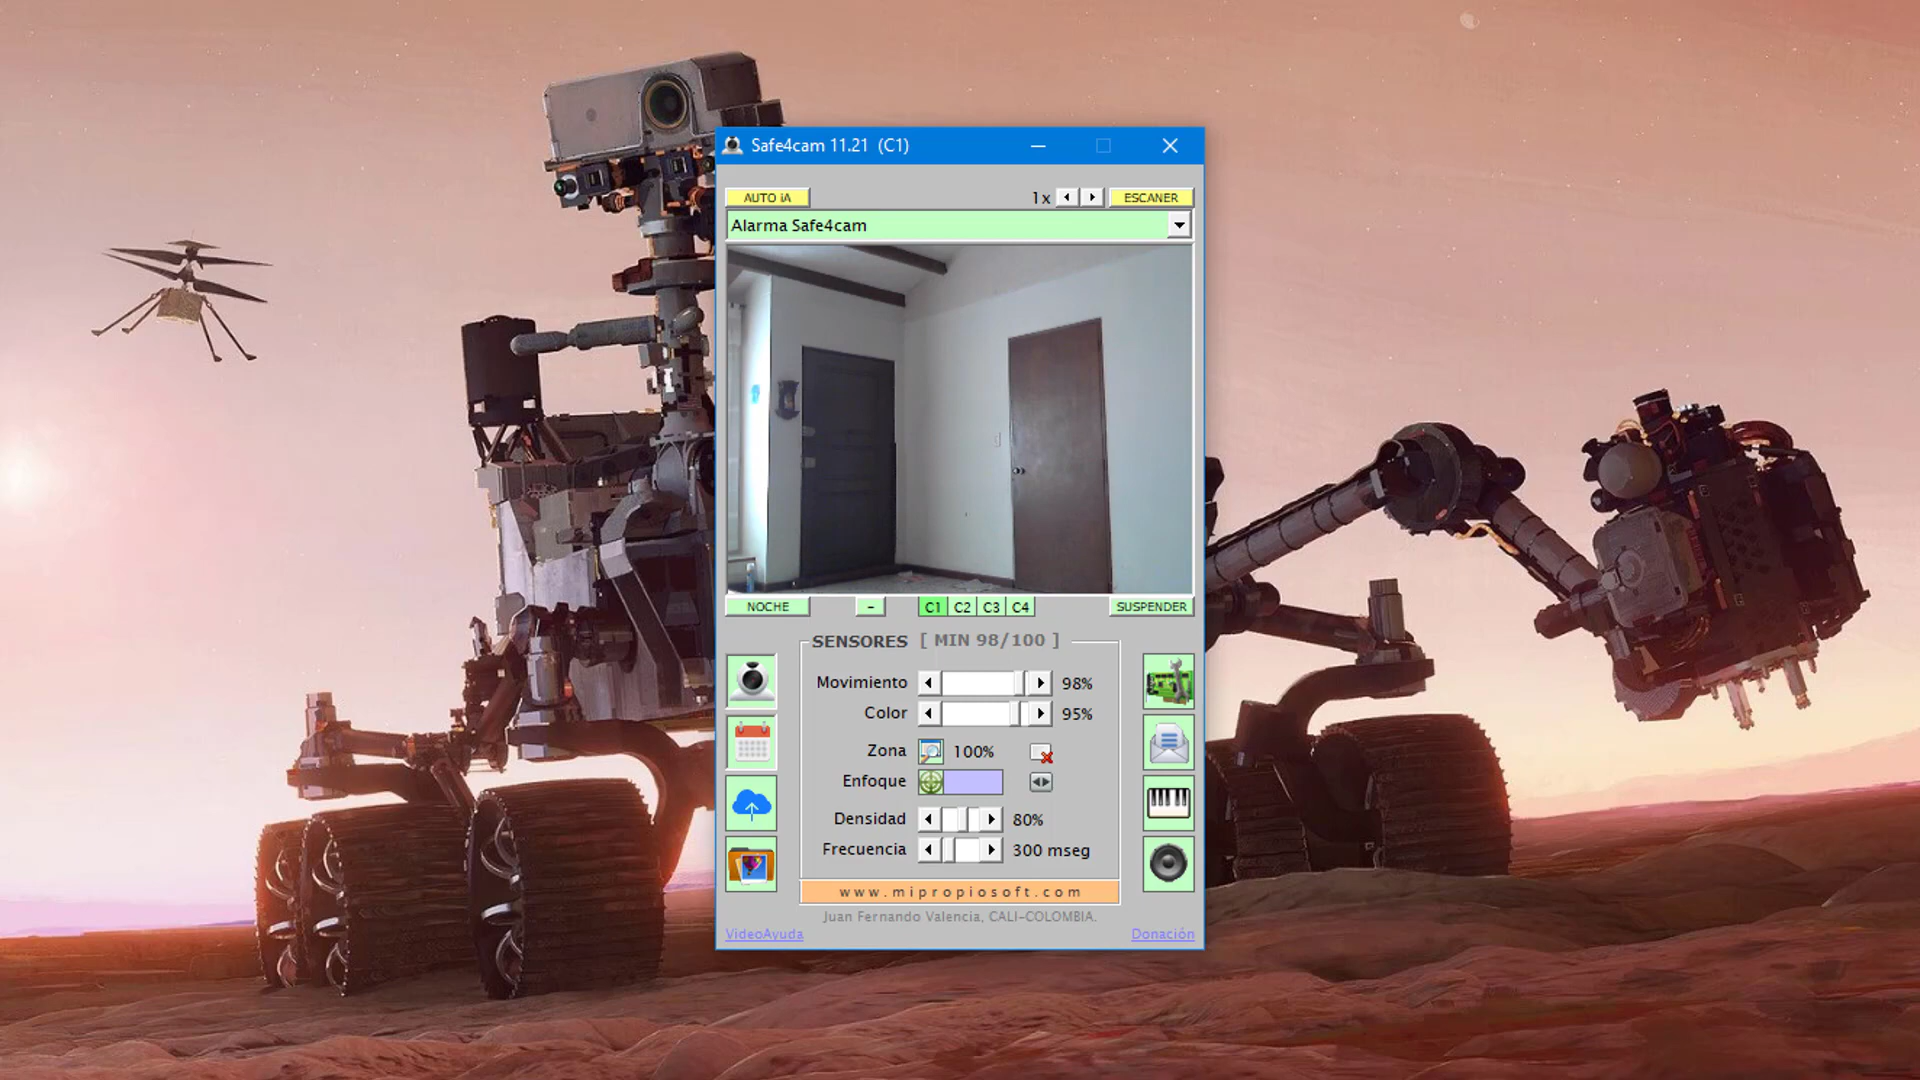 Safe4cam 11.21 (C1)
AUTO iA
1x
ESCANER
Alarma Safe4cam
NOCHE
-
C1 C2 C3 C4
SUSPENDER
SENSORES [ MIN 98/100 ]
Movimiento 98%
Color 95%
Zona 100%
Enfoque
Densidad 80%
Frecuencia 300 mseg
www.mipropiosoft.com
Juan Fernando Valencia, CALI-COLOMBIA.
VideoAyuda
Donación